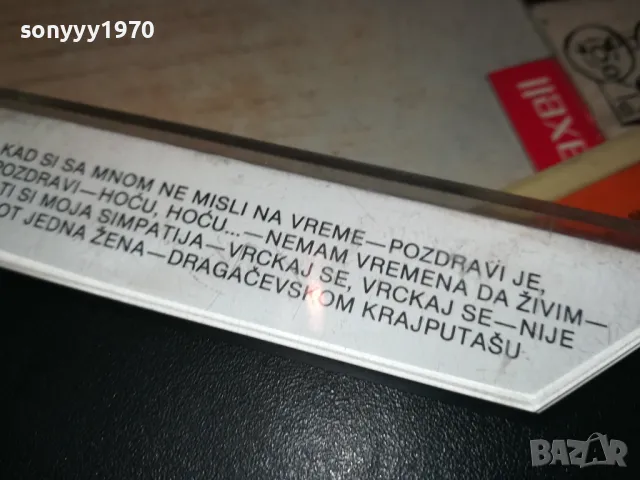 sonyyy1970
maxell
KAD SI SA MNOM NE MISLI NA VREME—POZDRAVI JE,
POZDRAVI—HOĆU, HOĆU...—NEMAM VREMENA DA ŽIVIM—
TI SI MOJA SIMPATIJA—VRCKAJ SE, VRCKAJ SE—NIJE
JEDNA ŽENA—DRAGAČEVSKOM KRAJPUTAŠU
BAZAR